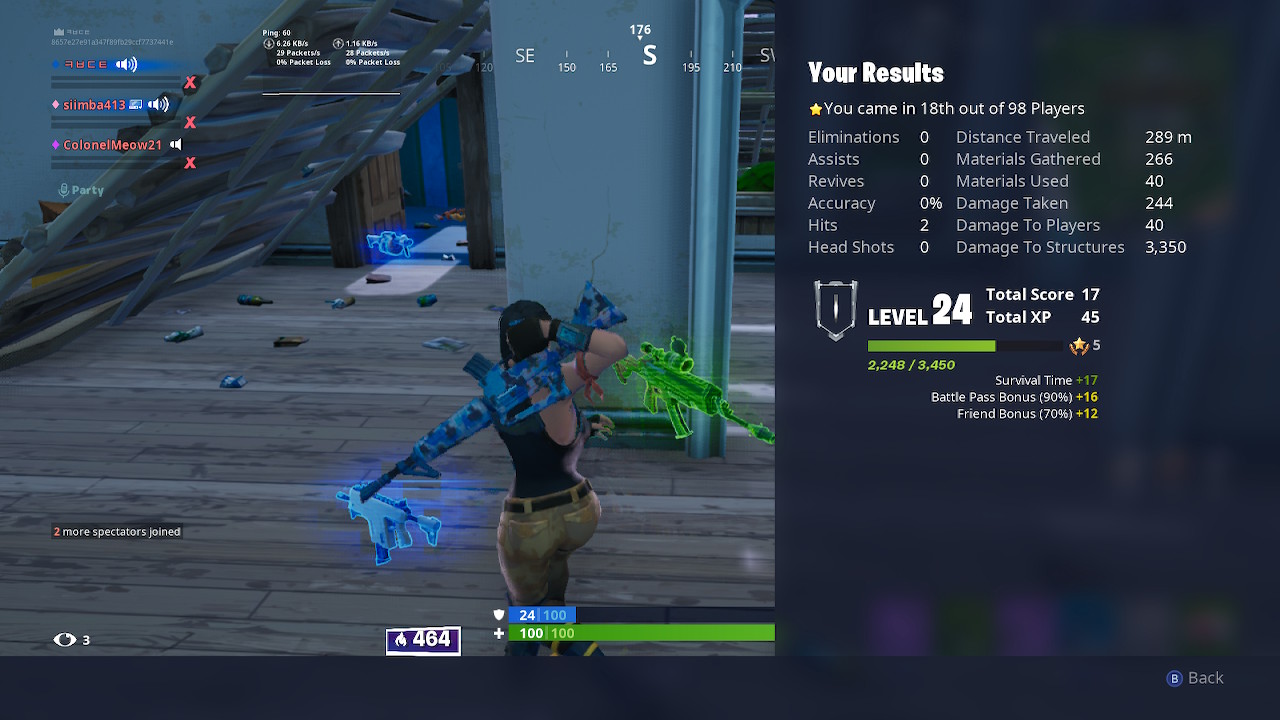 ㅋㅂㄷㄷ
Ping: 60
6.26 KB/s
1.16 KB/s
29 Packets/s
28 Packets/s
0% Packet Loss
0% Packet Loss
ㅋㅂㄷㄷ
siimba413
ColonelMeow21
Party
176
120 SE 150 165 S 195 210 SV
2 more spectators joined
3
464
24 100
100 100
Your Results
You came in 18th out of 98 Players
Eliminations 0 Distance Traveled 289 m
Assists 0 Materials Gathered 266
Revives 0 Materials Used 40
Accuracy 0% Damage Taken 244
Hits 2 Damage To Players 40
Head Shots 0 Damage To Structures 3,350
LEVEL 24
Total Score 17
Total XP 45
5
2,248 / 3,450
Survival Time +17
Battle Pass Bonus (90%) +16
Friend Bonus (70%) +12
B Back